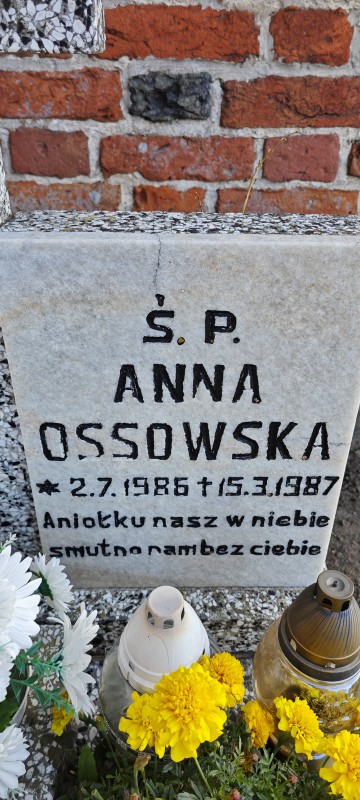 Ś. P.
ANNA
OSSOWSKA
* 2.7.1986 † 15.3.1987
Aniołku nasz w niebie
smutno nam bez ciebie